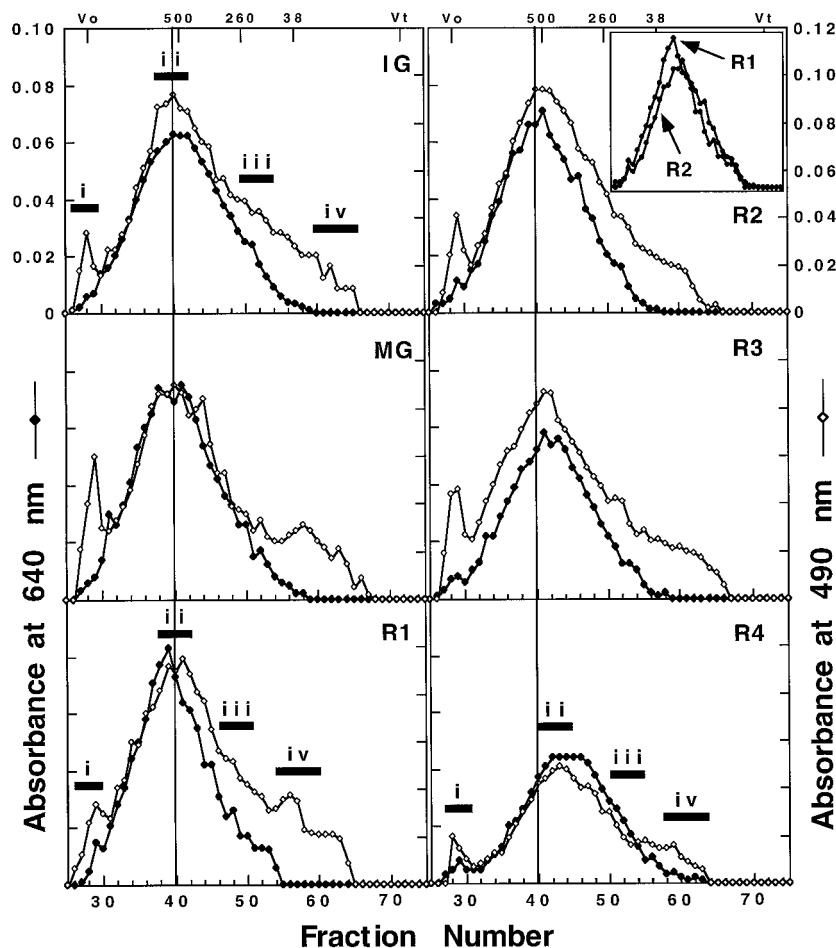 Vo 500 260 38 Vt
Vo 500 260 38 Vt
0.10
0.08
0.06
0.04
0.02
0
0.12
0.10
0.08
0.06
0.04
0.02
0
IG
i
ii
iii
iv
R1
R2
R2
MG
R3
R1
i
ii
iii
iv
R4
i
ii
iii
iv
Absorbance at 640 nm
Absorbance at 490 nm
30 40 50 60 70
30 40 50 60 70
Fraction Number